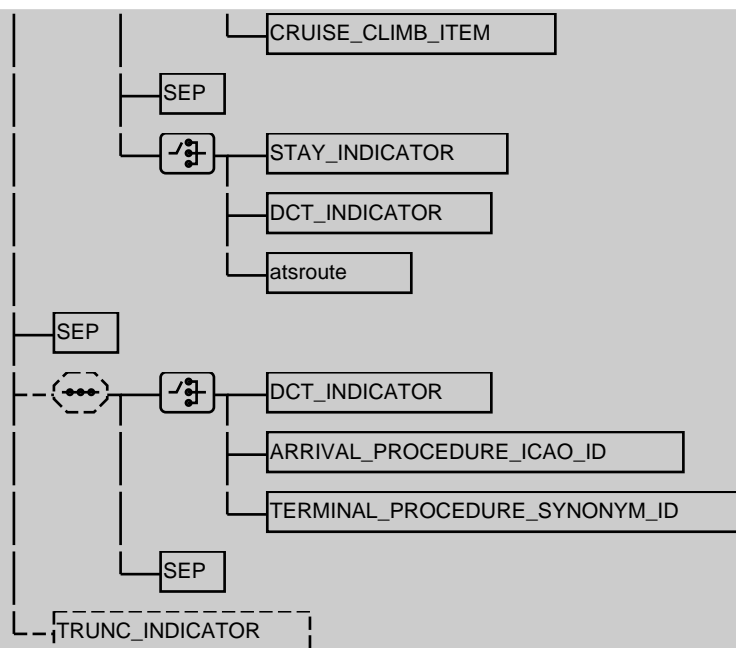 CRUISE_CLIMB_ITEM
SEP
STAY_INDICATOR
DCT_INDICATOR
atsroute
SEP
DCT_INDICATOR
ARRIVAL_PROCEDURE_ICAO_ID
TERMINAL_PROCEDURE_SYNONYM_ID
SEP
TRUNC_INDICATOR